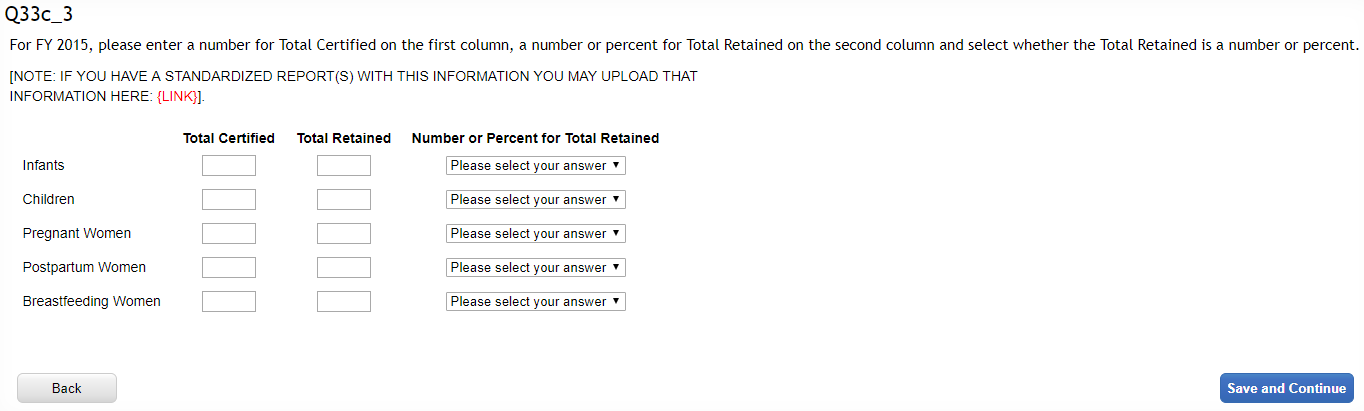 Q33c_3
For FY 2015, please enter a number for Total Certified on the first column, a number or percent for Total Retained on the second column and select whether the Total Retained is a number or percent.
[NOTE: IF YOU HAVE A STANDARDIZED REPORT(S) WITH THIS INFORMATION YOU MAY UPLOAD THAT
INFORMATION HERE: {LINK}].
Total Certified Total Retained Number or Percent for Total Retained
Infants Please select your answer
Children Please select your answer
Pregnant Women Please select your answer
Postpartum Women Please select your answer
Breastfeeding Women Please select your answer
Back Save and Continue